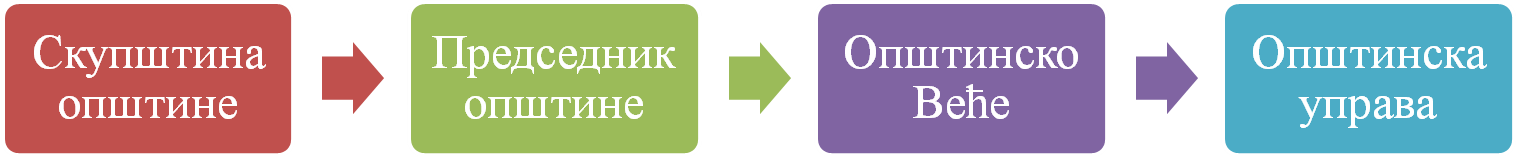 Скупштина
општине
Председник
општине
Општинско
Веће
Општинска
управа